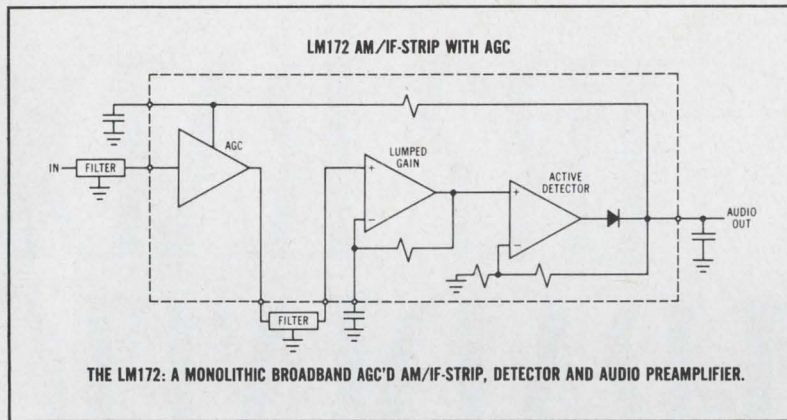 LM172 AM/IF-STRIP WITH AGC
AGC
IN
FILTER
LUMPED
GAIN
+
−
ACTIVE
DETECTOR
+
−
AUDIO
OUT
FILTER
THE LM172: A MONOLITHIC BROADBAND AGC'D AM/IF-STRIP, DETECTOR AND AUDIO PREAMPLIFIER.